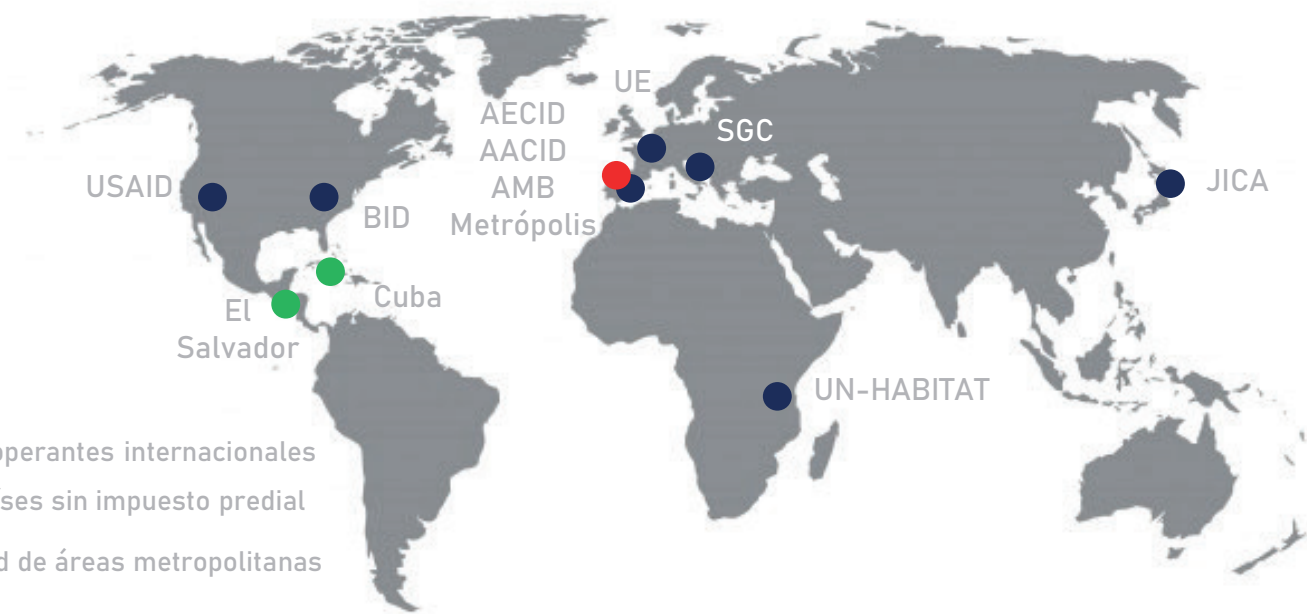 UE
AECID
AACID
AMB
Metrópolis
SGC
USAID
BID
JICA
El
Salvador
Cuba
UN-HABITAT
operantes internacionales
íses sin impuesto predial
d de áreas metropolitanas